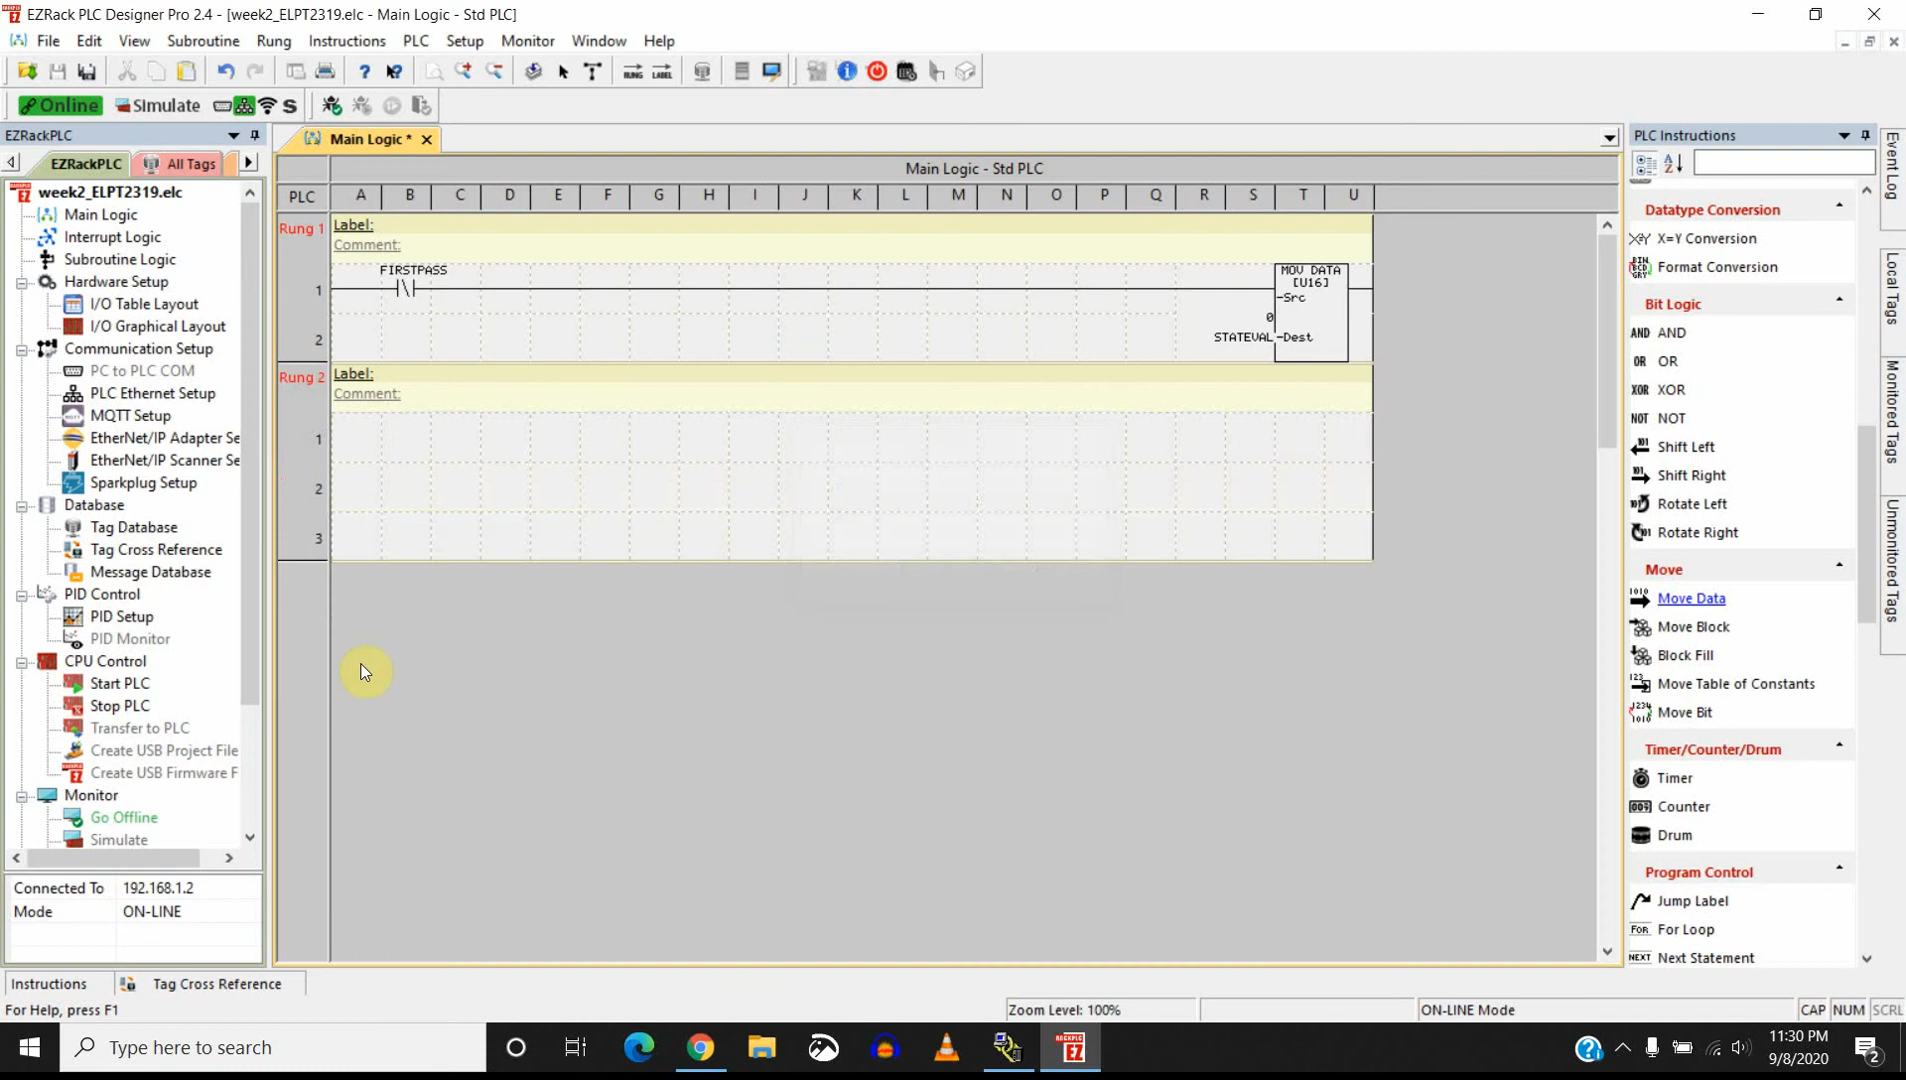 EZRack PLC Designer Pro 2.4 - [week2_ELPT2319.elc - Main Logic - Std PLC]
File Edit View Subroutine Rung Instructions PLC Setup Monitor Window Help
RUNG LABEL
Online Simulate S
EZRackPLC
EZRackPLC All Tags
week2_ELPT2319.elc
Main Logic
Interrupt Logic
Subroutine Logic
Hardware Setup
I/O Table Layout
I/O Graphical Layout
Communication Setup
PC to PLC COM
PLC Ethernet Setup
MQTT Setup
EtherNet/IP Adapter Se
EtherNet/IP Scanner Se
Sparkplug Setup
Database
Tag Database
Tag Cross Reference
Message Database
PID Control
PID Setup
PID Monitor
CPU Control
Start PLC
Stop PLC
Transfer to PLC
Create USB Project File
Create USB Firmware F
Monitor
Go Offline
Simulate
Connected To 192.168.1.2
Mode ON-LINE
Main Logic *
Main Logic - Std PLC
PLC A B C D E F G H I J K L M N O P Q R S T U
Rung 1 Label:
Comment:
FIRSTPASS
1
2
MOV DATA
[U16]
-Src
0
STATEVAL -Dest
Rung 2 Label:
Comment:
1
2
3
PLC Instructions
Datatype Conversion
X=Y Conversion
Format Conversion
Bit Logic
AND AND
OR OR
XOR XOR
NOT NOT
Shift Left
Shift Right
Rotate Left
Rotate Right
Move
Move Data
Move Block
Block Fill
Move Table of Constants
Move Bit
Timer/Counter/Drum
Timer
Counter
Drum
Program Control
Jump Label
FOR For Loop
NEXT Next Statement
Event Log
Local Tags
Monitored Tags
Unmonitored Tags
Instructions Tag Cross Reference
For Help, press F1 Zoom Level: 100% ON-LINE Mode CAP NUM SCRL
Type here to search
11:30 PM
9/8/2020
2